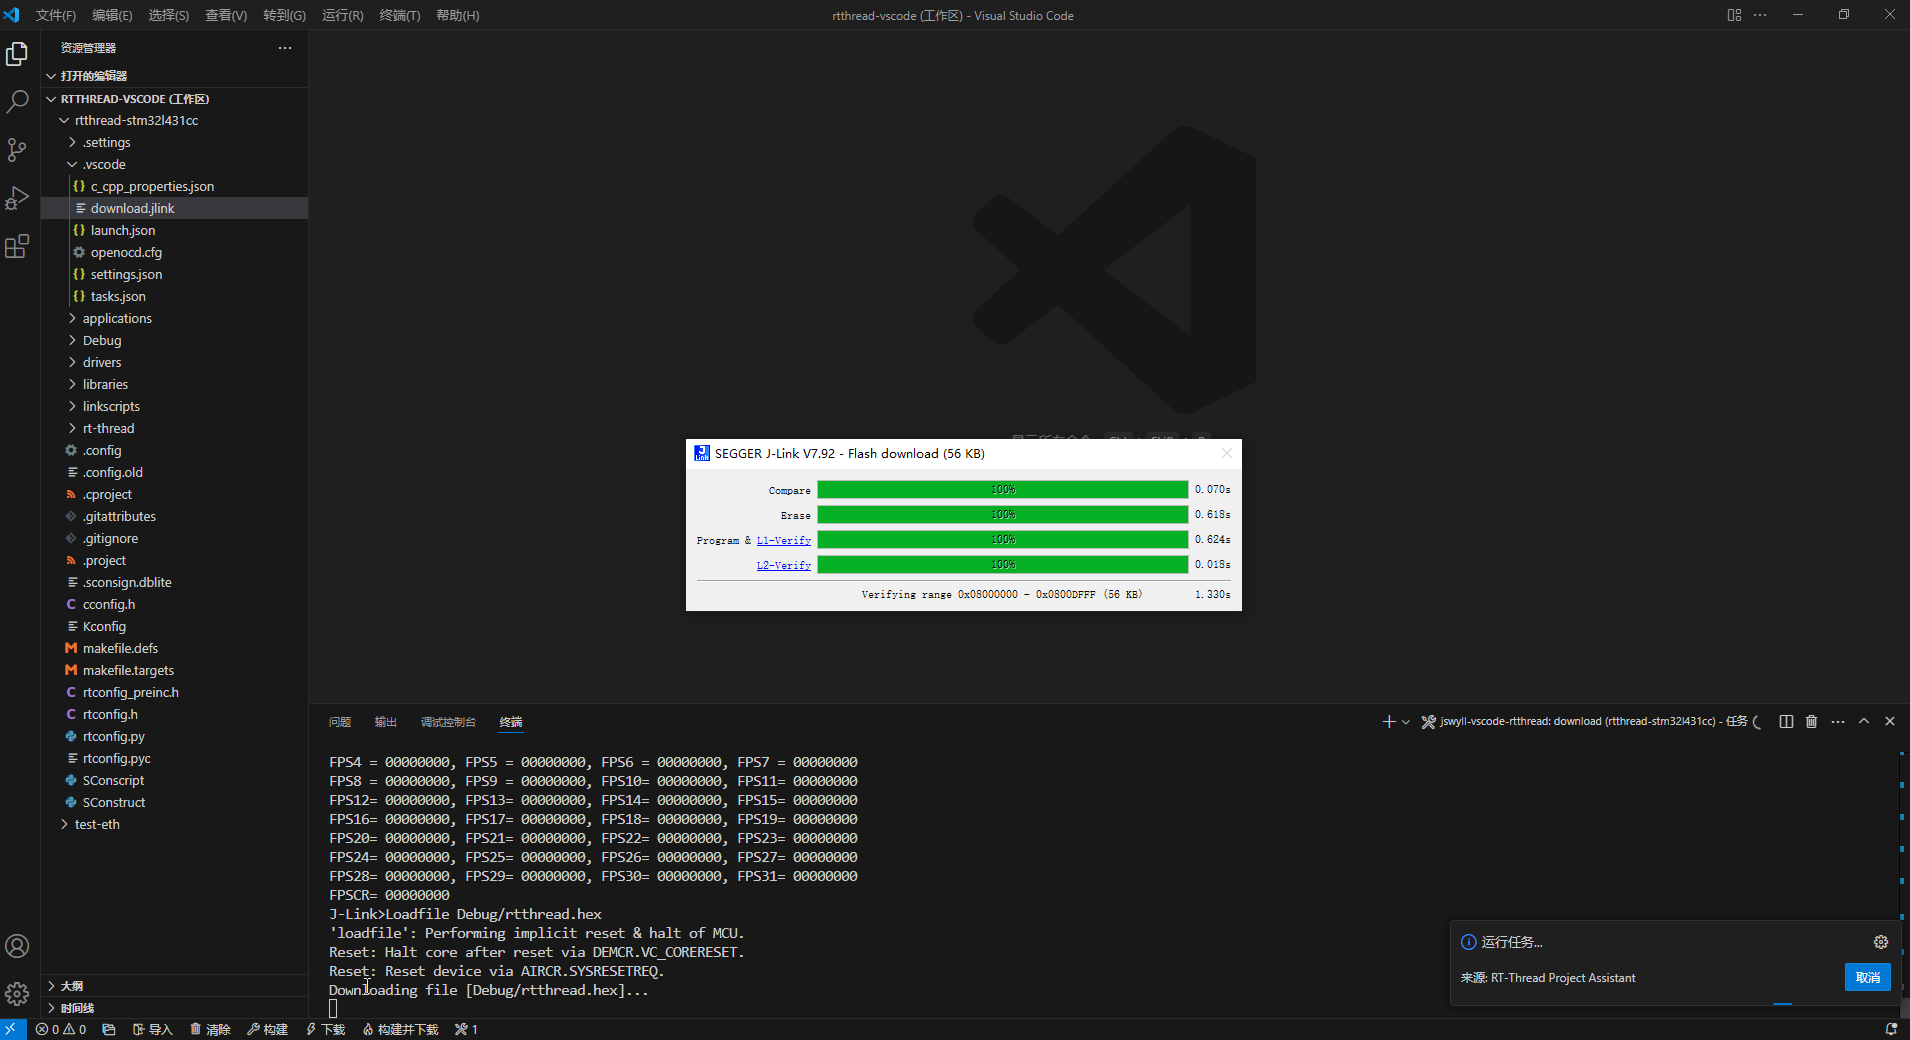 文件(F) 编辑(E) 选择(S) 查看(V) 转到(G) 运行(R) 终端(T) 帮助(H) rtthread-vscode (工作区) - Visual Studio Code
资源管理器
打开的编辑器
RTTHREAD-VSCODE (工作区)
rtthread-stm32l431cc
.settings
.vscode
c_cpp_properties.json
download.jlink
launch.json
openocd.cfg
settings.json
tasks.json
applications
Debug
drivers
libraries
linkscripts
rt-thread
.config
.config.old
.cproject
.gitattributes
.gitignore
.project
.sconsign.dblite
cconfig.h
Kconfig
makefile.defs
makefile.targets
rtconfig_preinc.h
rtconfig.h
rtconfig.py
rtconfig.pyc
SConscript
SConstruct
test-eth
大纲
时间线
SEGGER J-Link V7.92 - Flash download (56 KB)
Compare 100% 0.070s
Erase 100% 0.618s
Program & L1-Verify 100% 0.624s
L2-Verify 100% 0.018s
Verifying range 0x08000000 - 0x0800DFFF (56 KB) 1.330s
问题 输出 调试控制台 终端 jswyll-vscode-rtthread: download (rtthread-stm32l431cc) - 任务
FPS4 = 00000000, FPS5 = 00000000, FPS6 = 00000000, FPS7 = 00000000
FPS8 = 00000000, FPS9 = 00000000, FPS10= 00000000, FPS11= 00000000
FPS12= 00000000, FPS13= 00000000, FPS14= 00000000, FPS15= 00000000
FPS16= 00000000, FPS17= 00000000, FPS18= 00000000, FPS19= 00000000
FPS20= 00000000, FPS21= 00000000, FPS22= 00000000, FPS23= 00000000
FPS24= 00000000, FPS25= 00000000, FPS26= 00000000, FPS27= 00000000
FPS28= 00000000, FPS29= 00000000, FPS30= 00000000, FPS31= 00000000
FPSCR= 00000000
J-Link>Loadfile Debug/rtthread.hex
'loadfile': Performing implicit reset & halt of MCU.
Reset: Halt core after reset via DEMCR.VC_CORERESET.
Reset: Reset device via AIRCR.SYSRESETREQ.
Downloading file [Debug/rtthread.hex]...
运行任务...
来源: RT-Thread Project Assistant 取消
0 0 导入 清除 构建 下载 构建并下载 1